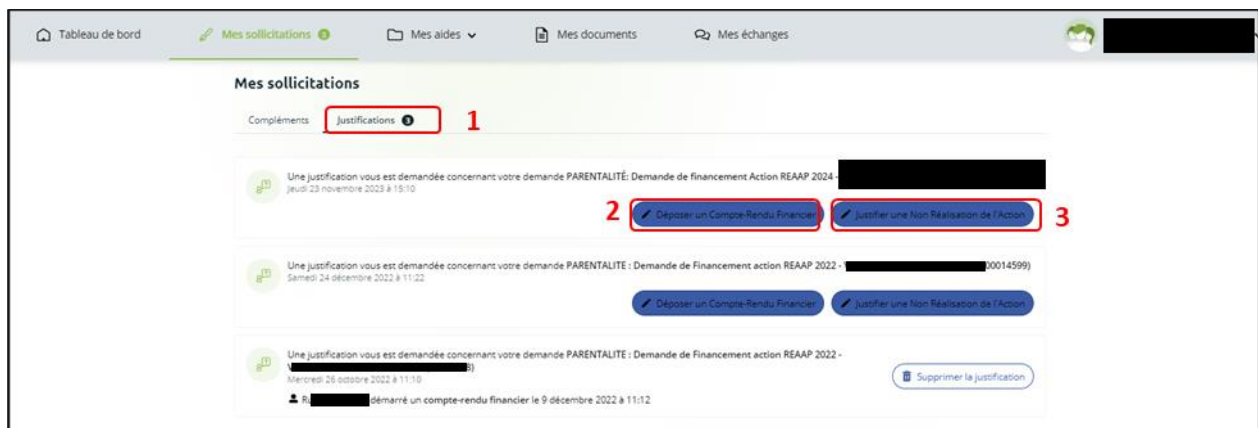 Tableau de bord Mes sollicitations 3 Mes aides Mes documents Mes échanges
Mes sollicitations
Compléments Justifications 3 1
Une justification vous est demandée concernant votre demande PARENTALITÉ: Demande de financement Action REAAP 2024 -
Jeudi 23 novembre 2023 à 15:10
2 Déposer un Compte-Rendu Financier Justifier une Non Réalisation de l'Action 3
Une justification vous est demandée concernant votre demande PARENTALITE : Demande de Financement action REAAP 2022 - 00014599)
Samedi 24 décembre 2022 à 11:22
Déposer un Compte-Rendu Financier Justifier une Non Réalisation de l'Action
Une justification vous est demandée concernant votre demande PARENTALITE : Demande de Financement action REAAP 2022 -
8)
Mercredi 26 octobre 2022 à 11:10
Supprimer la justification
démarré un compte-rendu financier le 9 décembre 2022 à 11:12